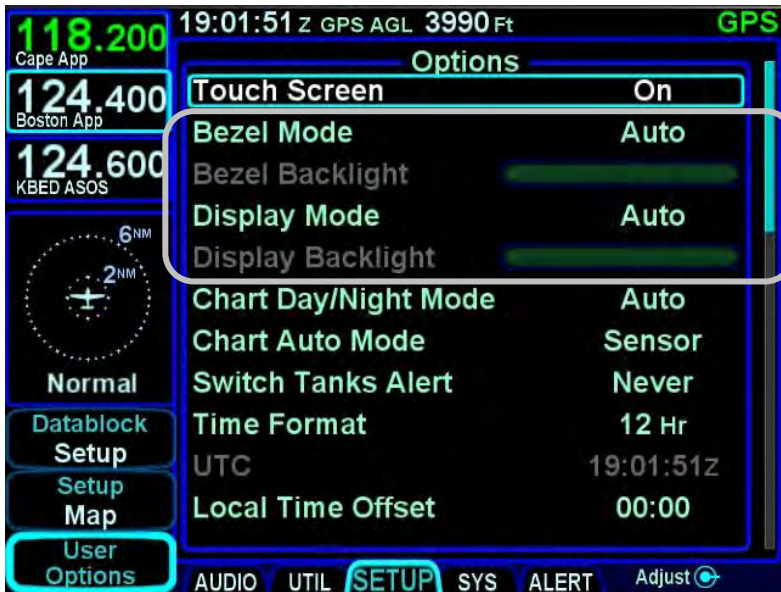 118.200
Cape App
124.400
Boston App
124.600
KBED ASOS
6NM
2NM
Normal
Datablock
Setup
Setup
Map
User
Options
19:01:51 Z GPS AGL 3990 Ft GPS
Options
Touch Screen On
Bezel Mode Auto
Bezel Backlight
Display Mode Auto
Display Backlight
Chart Day/Night Mode Auto
Chart Auto Mode Sensor
Switch Tanks Alert Never
Time Format 12 Hr
UTC 19:01:51Z
Local Time Offset 00:00
AUDIO UTIL SETUP SYS ALERT Adjust